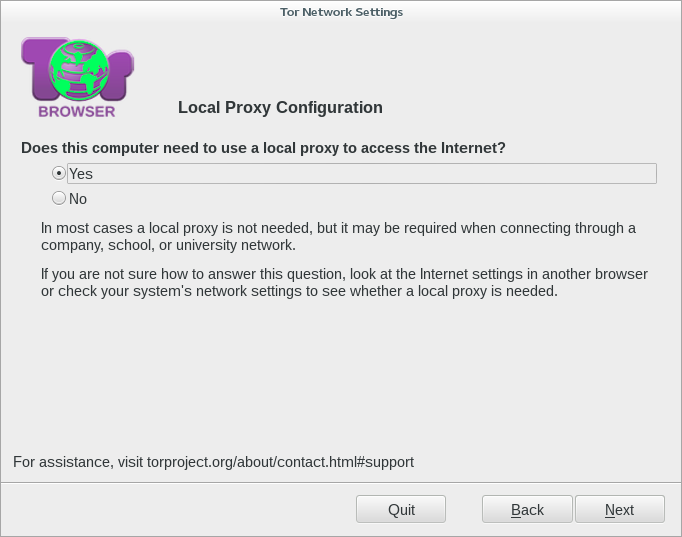 Tor Network Settings
Tor
BROWSER
Local Proxy Configuration
Does this computer need to use a local proxy to access the Internet?
Yes
No
In most cases a local proxy is not needed, but it may be required when connecting through a
company, school, or university network.
If you are not sure how to answer this question, look at the Internet settings in another browser
or check your system's network settings to see whether a local proxy is needed.
For assistance, visit torproject.org/about/contact.html#support
Quit Back Next